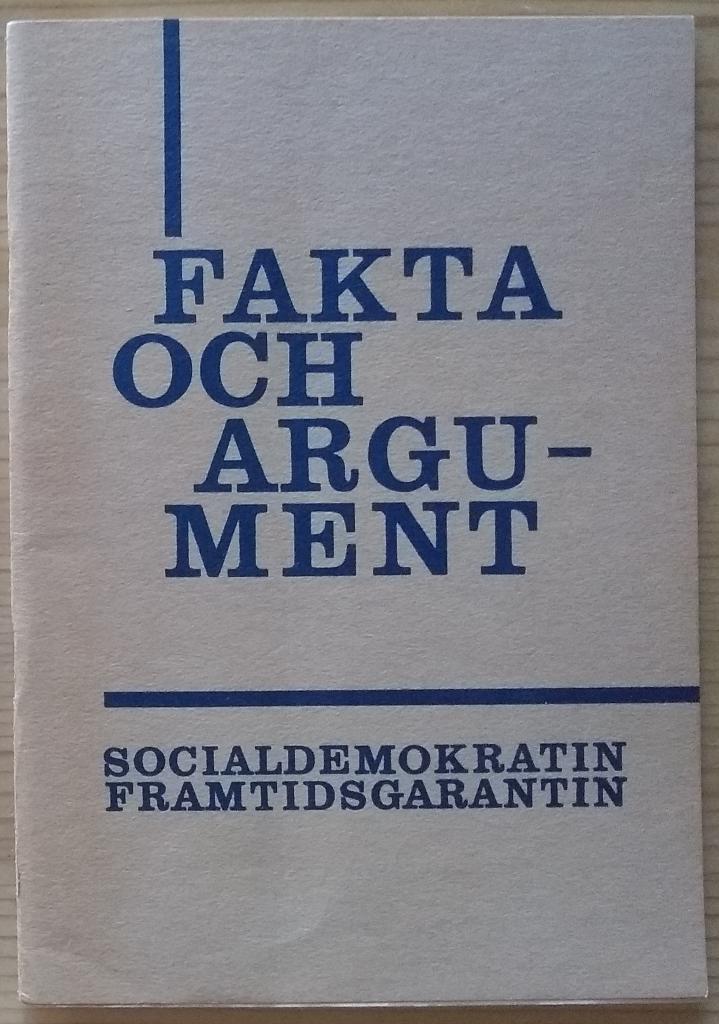 FAKTA
OCH
ARGU-
MENT
SOCIALDEMOKRATIN
FRAMTIDSGARANTIN